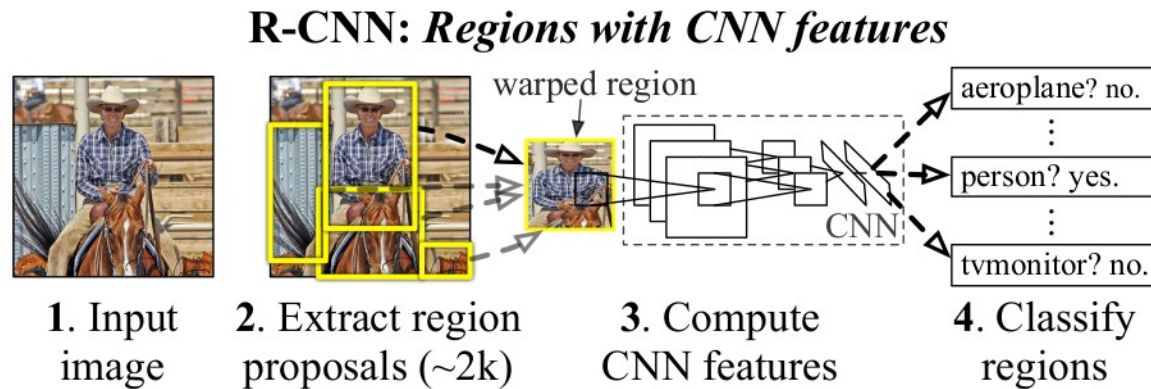 R-CNN: Regions with CNN features
warped region
aeroplane? no.
⋮
person? yes.
⋮
tvmonitor? no.
CNN
1. Input
image
2. Extract region
proposals (~2k)
3. Compute
CNN features
4. Classify
regions